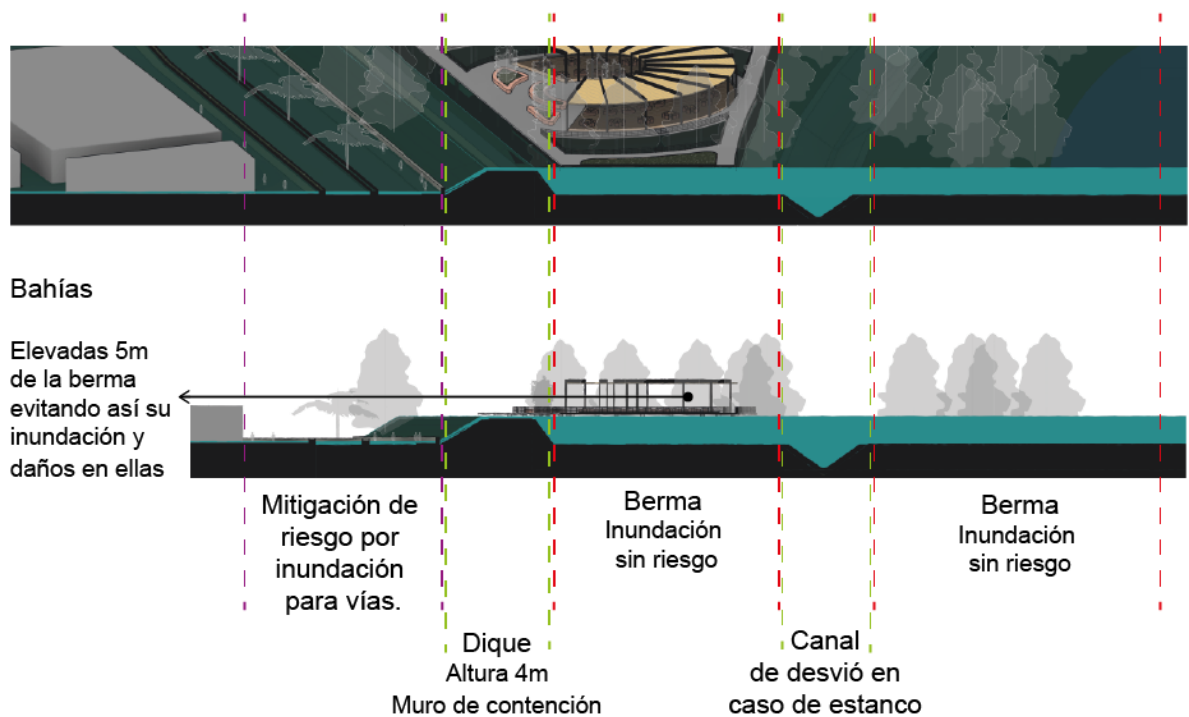 Bahías
Elevadas 5m
de la berma
evitando así su
inundación y
daños en ellas
Mitigación de
riesgo por
inundación
para vías.
Berma
Inundación
sin riesgo
Berma
Inundación
sin riesgo
Dique
Altura 4m
Muro de contención
Canal
de desvió en
caso de estanco